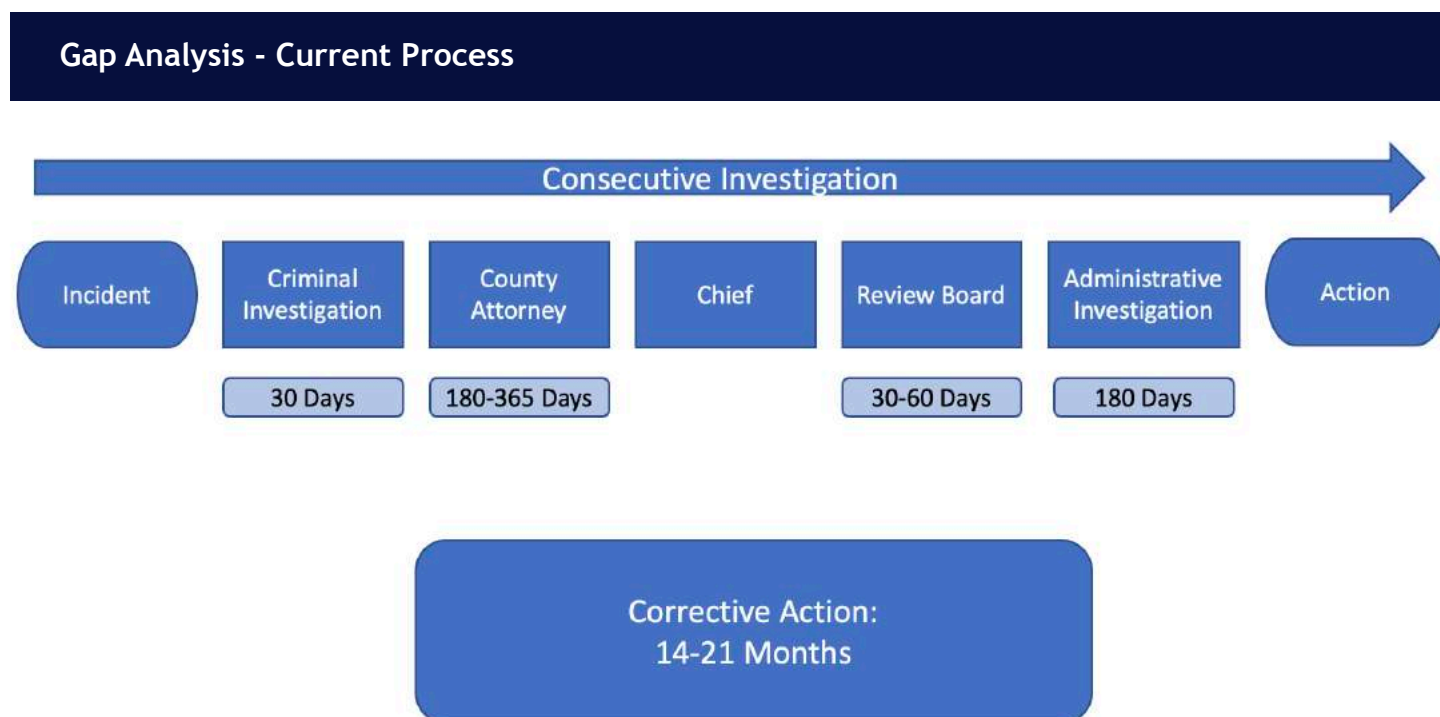 Gap Analysis - Current Process
Consecutive Investigation
Incident
Criminal
Investigation
County
Attorney
Chief
Review Board
Administrative
Investigation
Action
30 Days
180-365 Days
30-60 Days
180 Days
Corrective Action:
14-21 Months